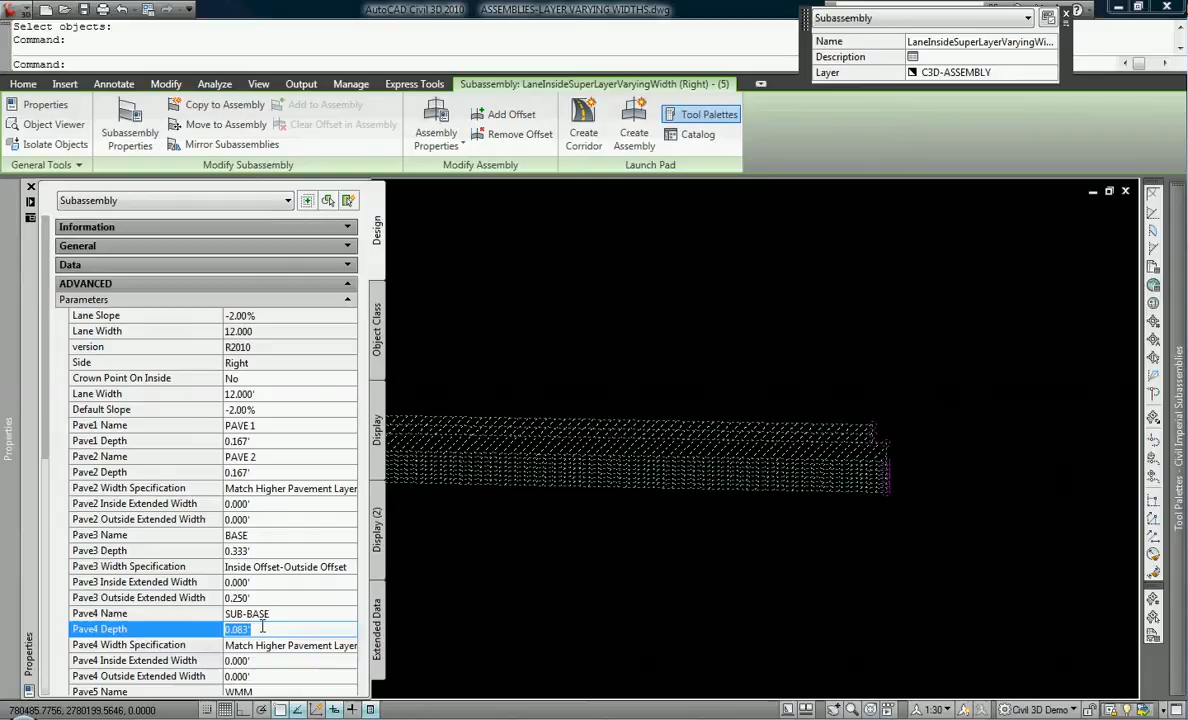 AutoCAD Civil 3D 2010 ASSEMBLIES-LAYER VARYING WIDTHS.dwg
Select objects:
Command:
Command:
Subassembly
Name LaneInsideSuperLayerVaryingWi...
Description
Layer C3D-ASSEMBLY
Home Insert Annotate Modify Analyze View Output Manage Express Tools Subassembly: LaneInsideSuperLayerVaryingWidth (Right) - (5)
Properties
Object Viewer
Isolate Objects
General Tools
Subassembly Properties
Copy to Assembly
Move to Assembly
Mirror Subassemblies
Add to Assembly
Clear Offset in Assembly
Modify Subassembly
Assembly Properties
Add Offset
Remove Offset
Modify Assembly
Create Corridor
Create Assembly
Tool Palettes
Catalog
Launch Pad
Subassembly
Information
General
Data
ADVANCED
Parameters
Lane Slope -2.00%
Lane Width 12.000
version R2010
Side Right
Crown Point On Inside No
Lane Width 12.000'
Default Slope -2.00%
Pave1 Name PAVE 1
Pave1 Depth 0.167'
Pave2 Name PAVE 2
Pave2 Depth 0.167'
Pave2 Width Specification Match Higher Pavement Layer
Pave2 Inside Extended Width 0.000'
Pave2 Outside Extended Width 0.000'
Pave3 Name BASE
Pave3 Depth 0.333'
Pave3 Width Specification Inside Offset-Outside Offset
Pave3 Inside Extended Width 0.000'
Pave3 Outside Extended Width 0.250'
Pave4 Name SUB-BASE
Pave4 Depth 0.083'
Pave4 Width Specification Match Higher Pavement Layer
Pave4 Inside Extended Width 0.000'
Pave4 Outside Extended Width 0.000'
Pave5 Name WMM
Design
Object Class
Display
Display (2)
Extended Data
Properties
Tool Palettes - Civil Imperial Subassemblies
780485.7756, 2780199.5646, 0.0000
1:30
Civil 3D Demo